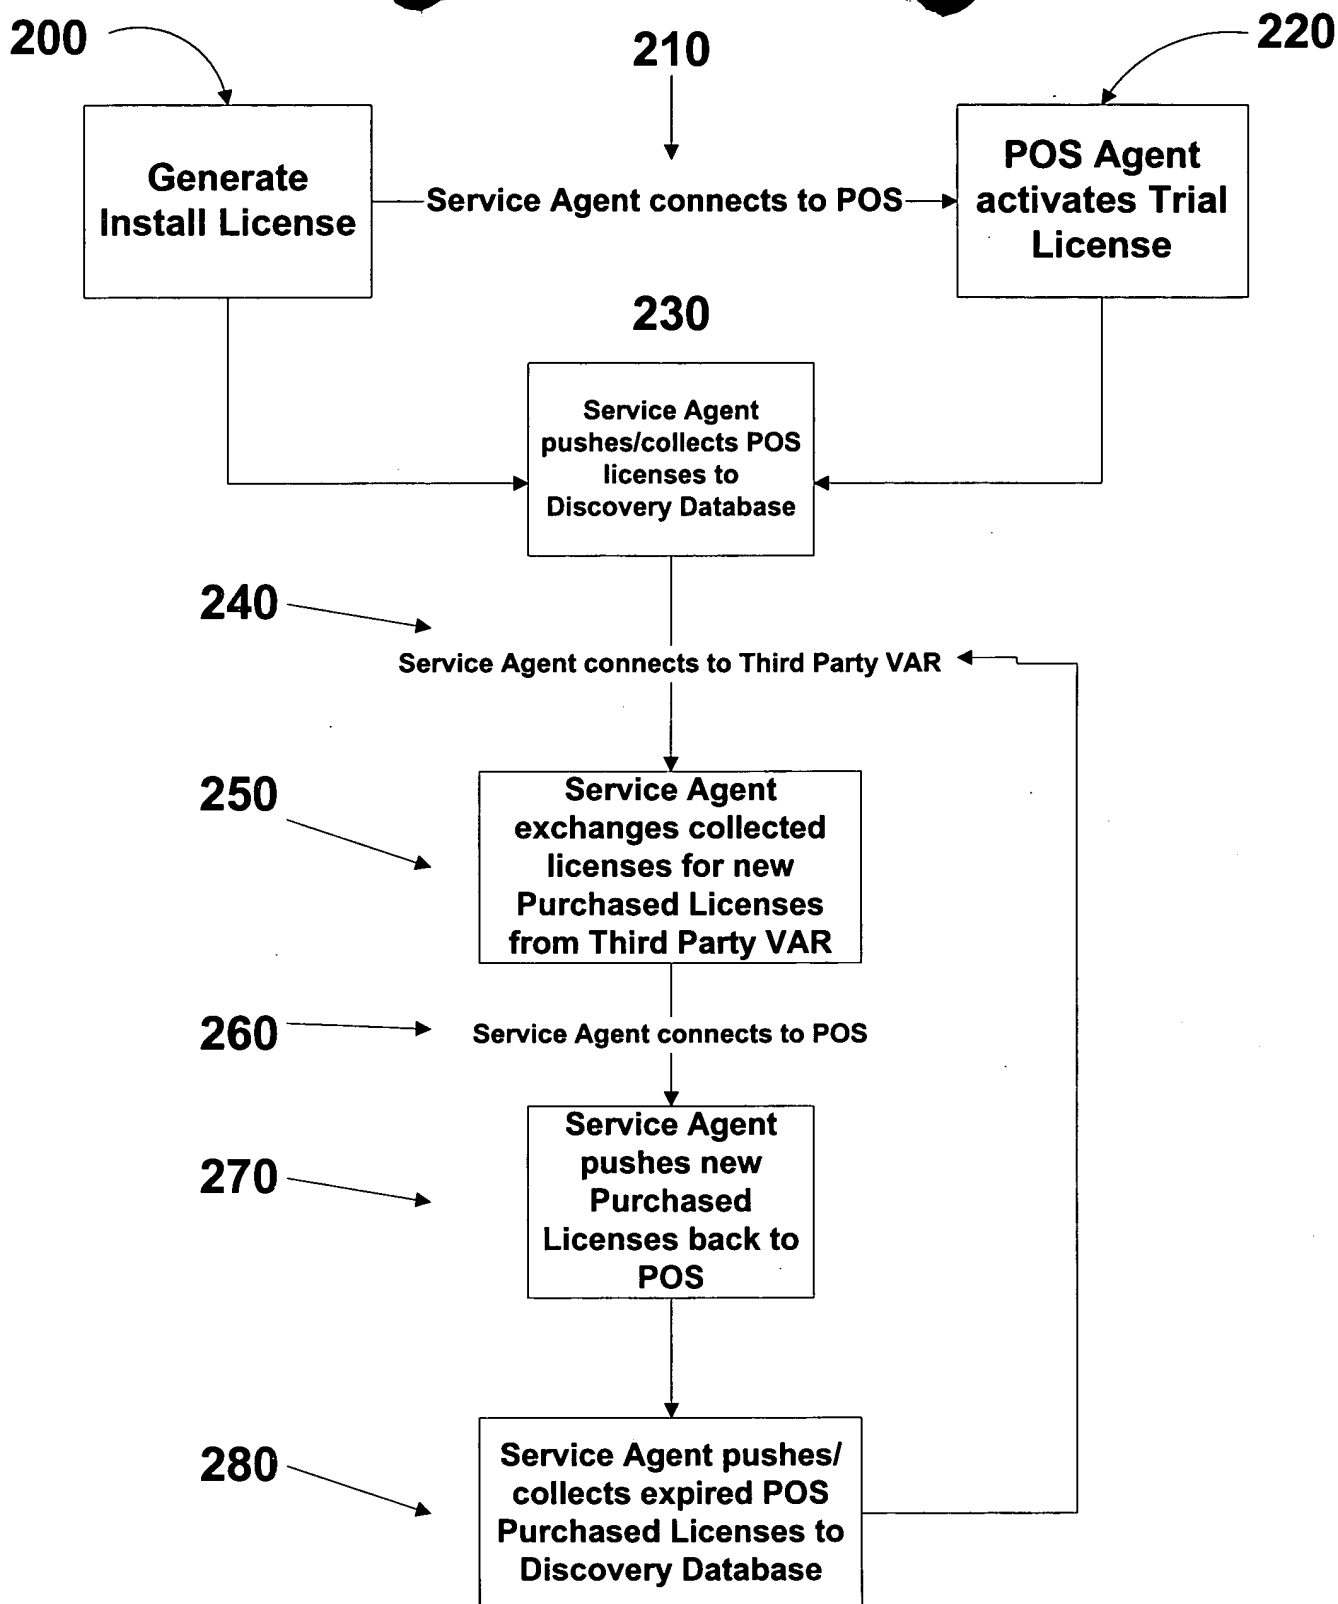 200
210
220
Generate
Install License
Service Agent connects to POS
POS Agent
activates Trial
License
230
Service Agent
pushes/collects POS
licenses to
Discovery Database
240
Service Agent connects to Third Party VAR
250
Service Agent
exchanges collected
licenses for new
Purchased Licenses
from Third Party VAR
260
Service Agent connects to POS
270
Service Agent
pushes new
Purchased
Licenses back to
POS
280
Service Agent pushes/
collects expired POS
Purchased Licenses to
Discovery Database